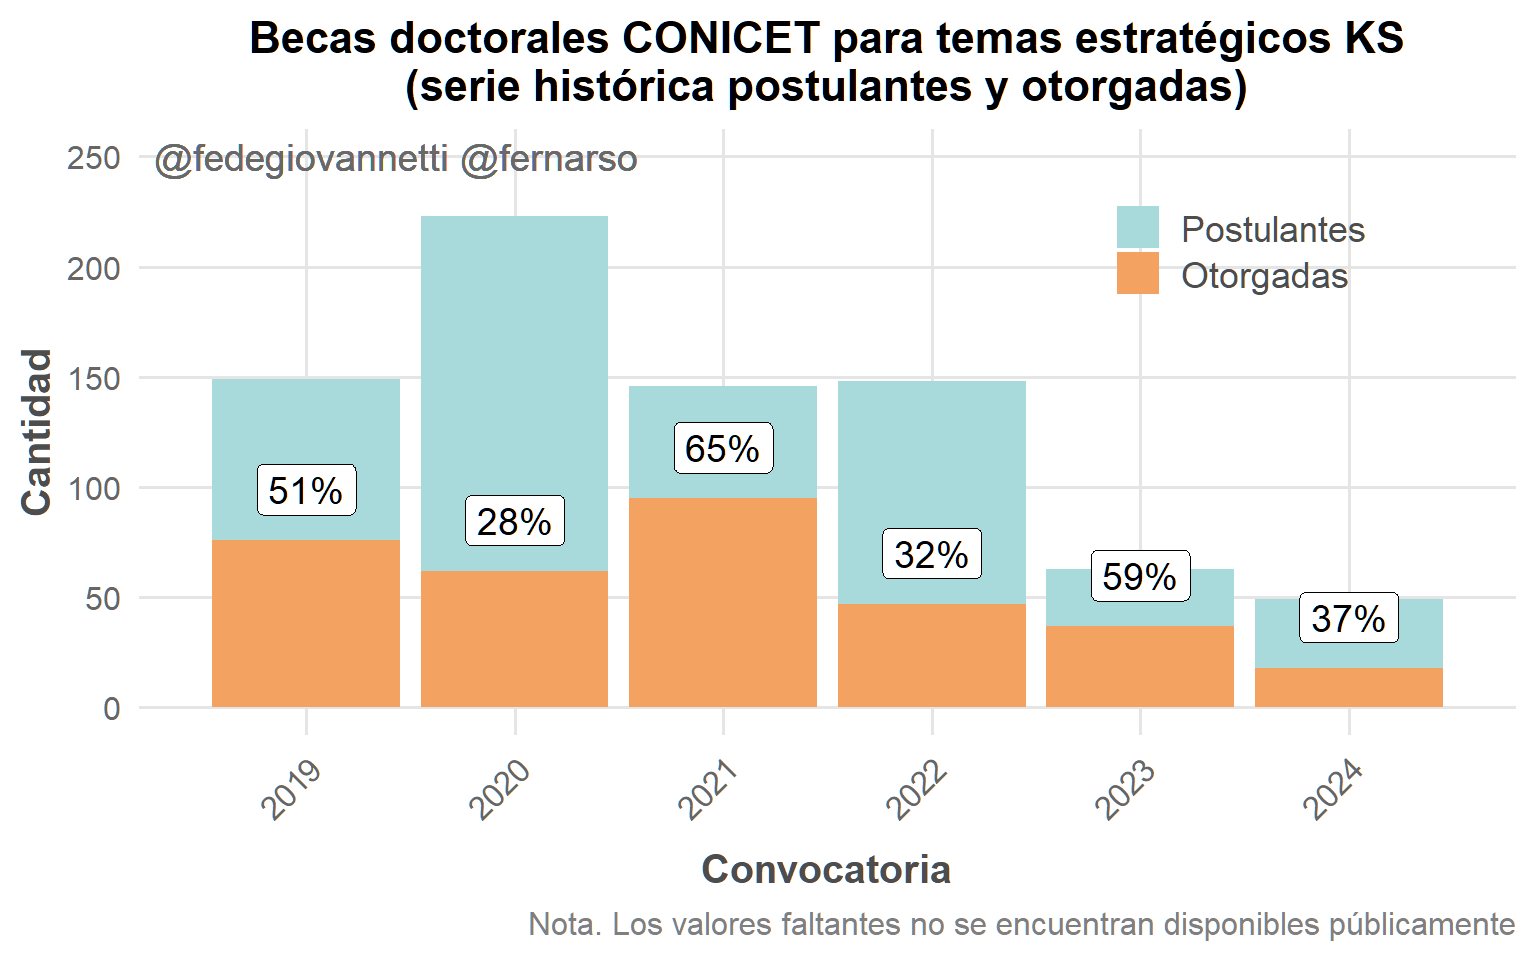 Becas doctorales CONICET para temas estratégicos KS
(serie histórica postulantes y otorgadas)
@fedegiovannetti @fernarso
Postulantes
Otorgadas
Cantidad
250
200
150
100
50
0
51%
28%
65%
32%
59%
37%
2019
2020
2021
2022
2023
2024
Convocatoria
Nota. Los valores faltantes no se encuentran disponibles públicamente